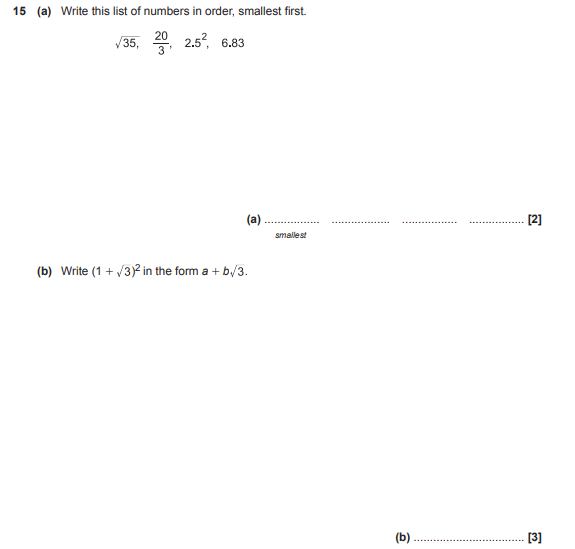 15 (a) Write this list of numbers in order, smallest first.
√35, 20/3, 2.5², 6.83
(a) ................. .................. ................. ................. [2]
smallest
(b) Write (1 + √3)² in the form a + b√3.
(b) .................................. [3]